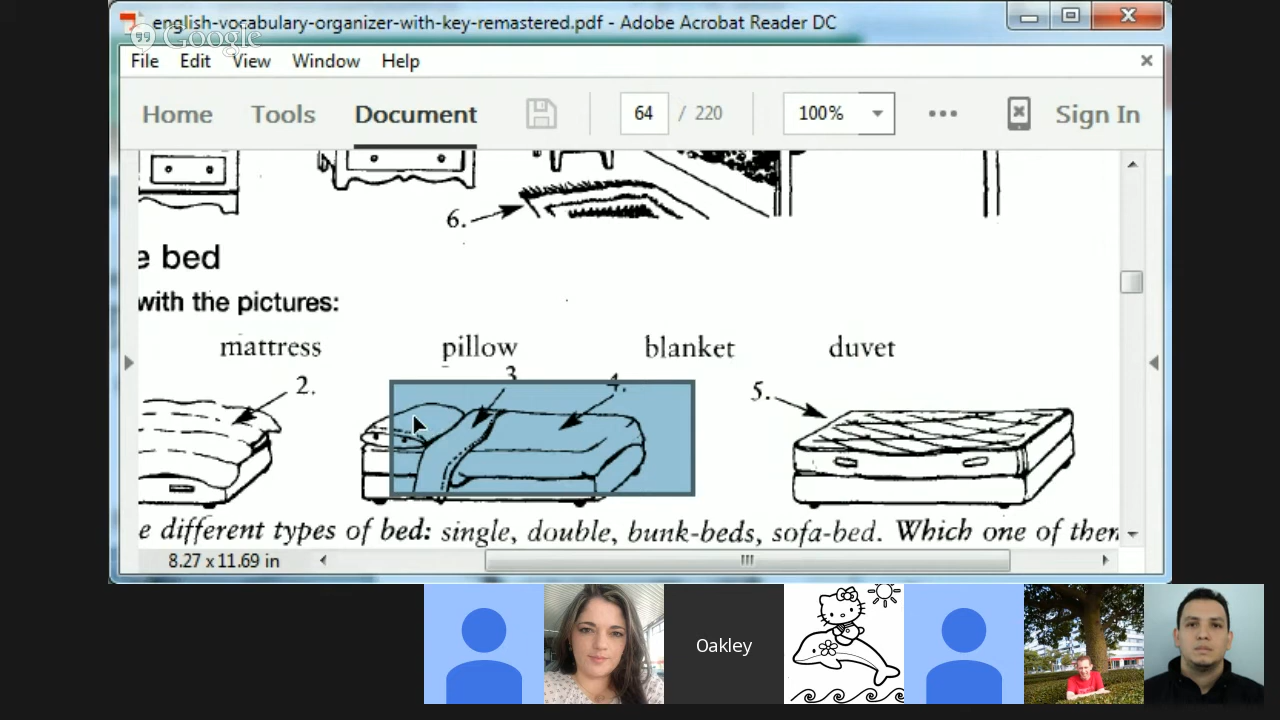 english-vocabulary-organizer-with-key-remastered.pdf - Adobe Acrobat Reader DC
Google
File Edit View Window Help
Home Tools Document 64 / 220 100% Sign In
6.
e bed
with the pictures:
mattress pillow blanket duvet
2. 3 4. 5.
e different types of bed: single, double, bunk-beds, sofa-bed. Which one of them
8.27 x 11.69 in
Oakley